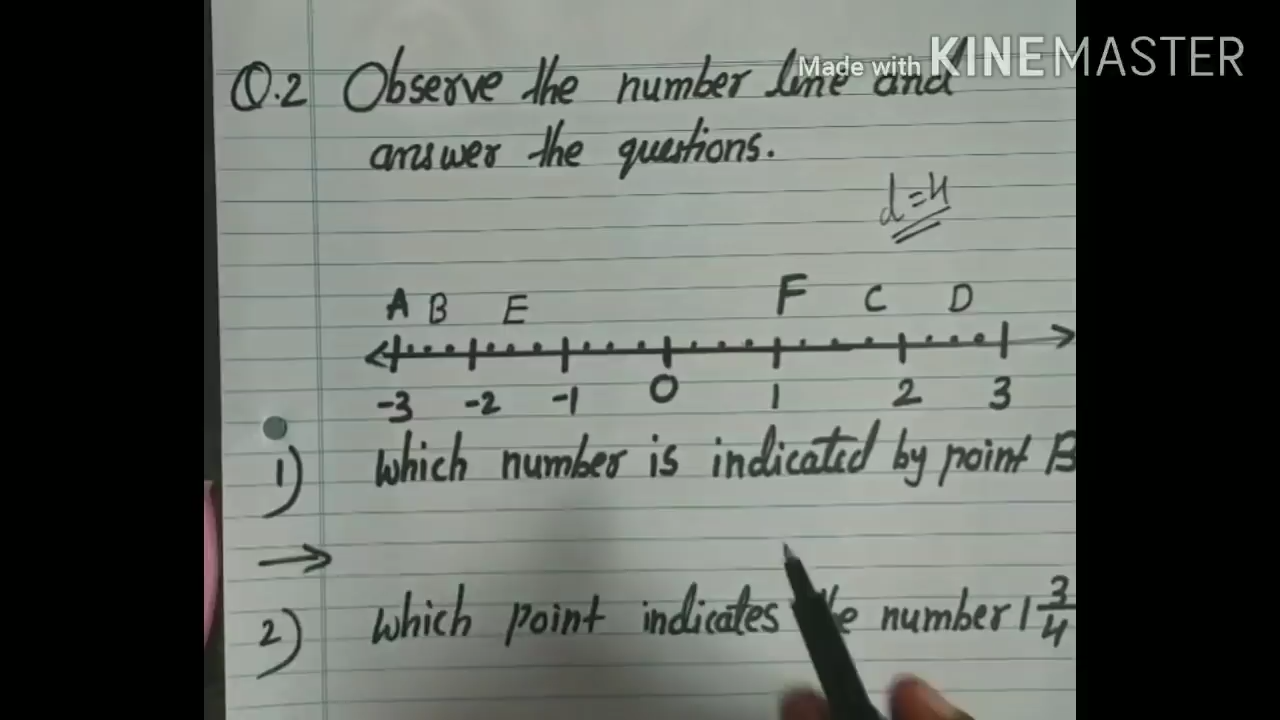 Made with KINEMASTER
Q.2 Observe the number line and
answer the questions.
d=4
A B E F C D
-3 -2 -1 0 1 2 3
1) which number is indicated by point B
→
2) which point indicates the number 1 3/4